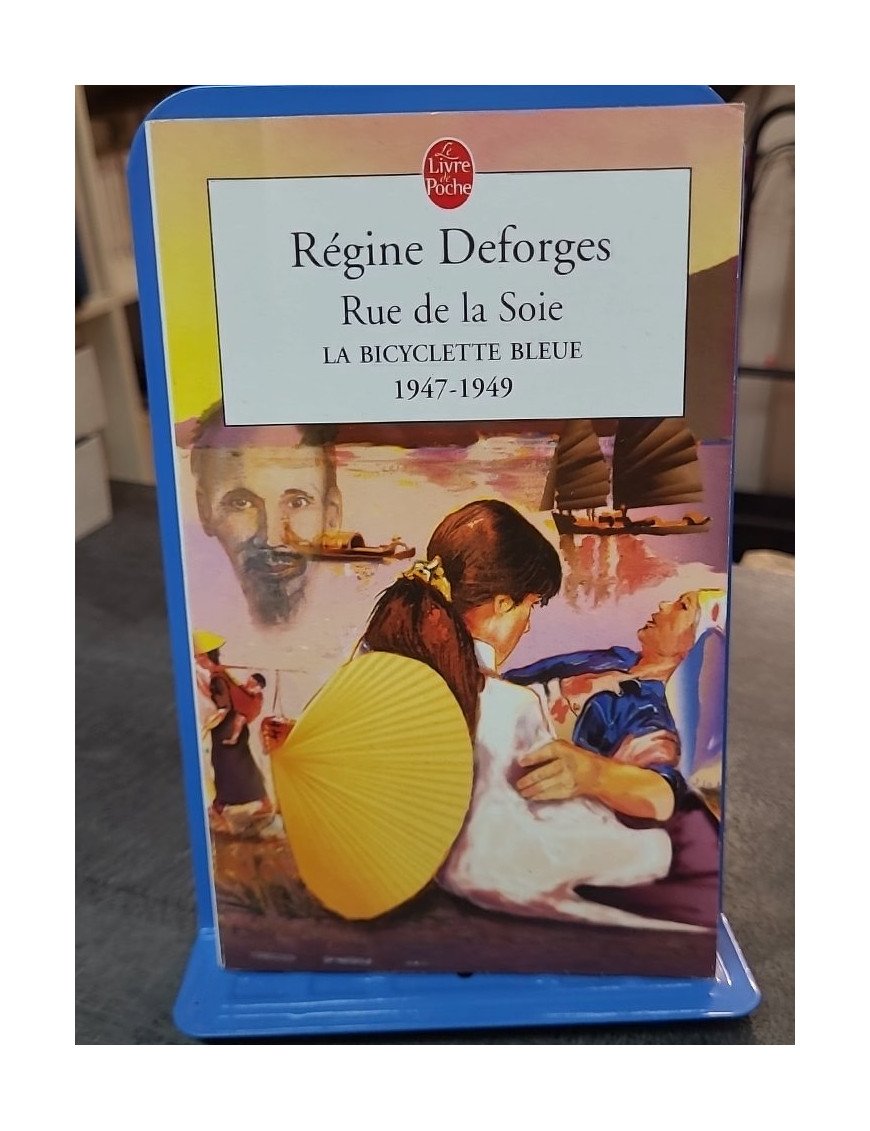 Le
Livre
de
Poche
Régine Deforges
Rue de la Soie
LA BICYCLETTE BLEUE
1947-1949